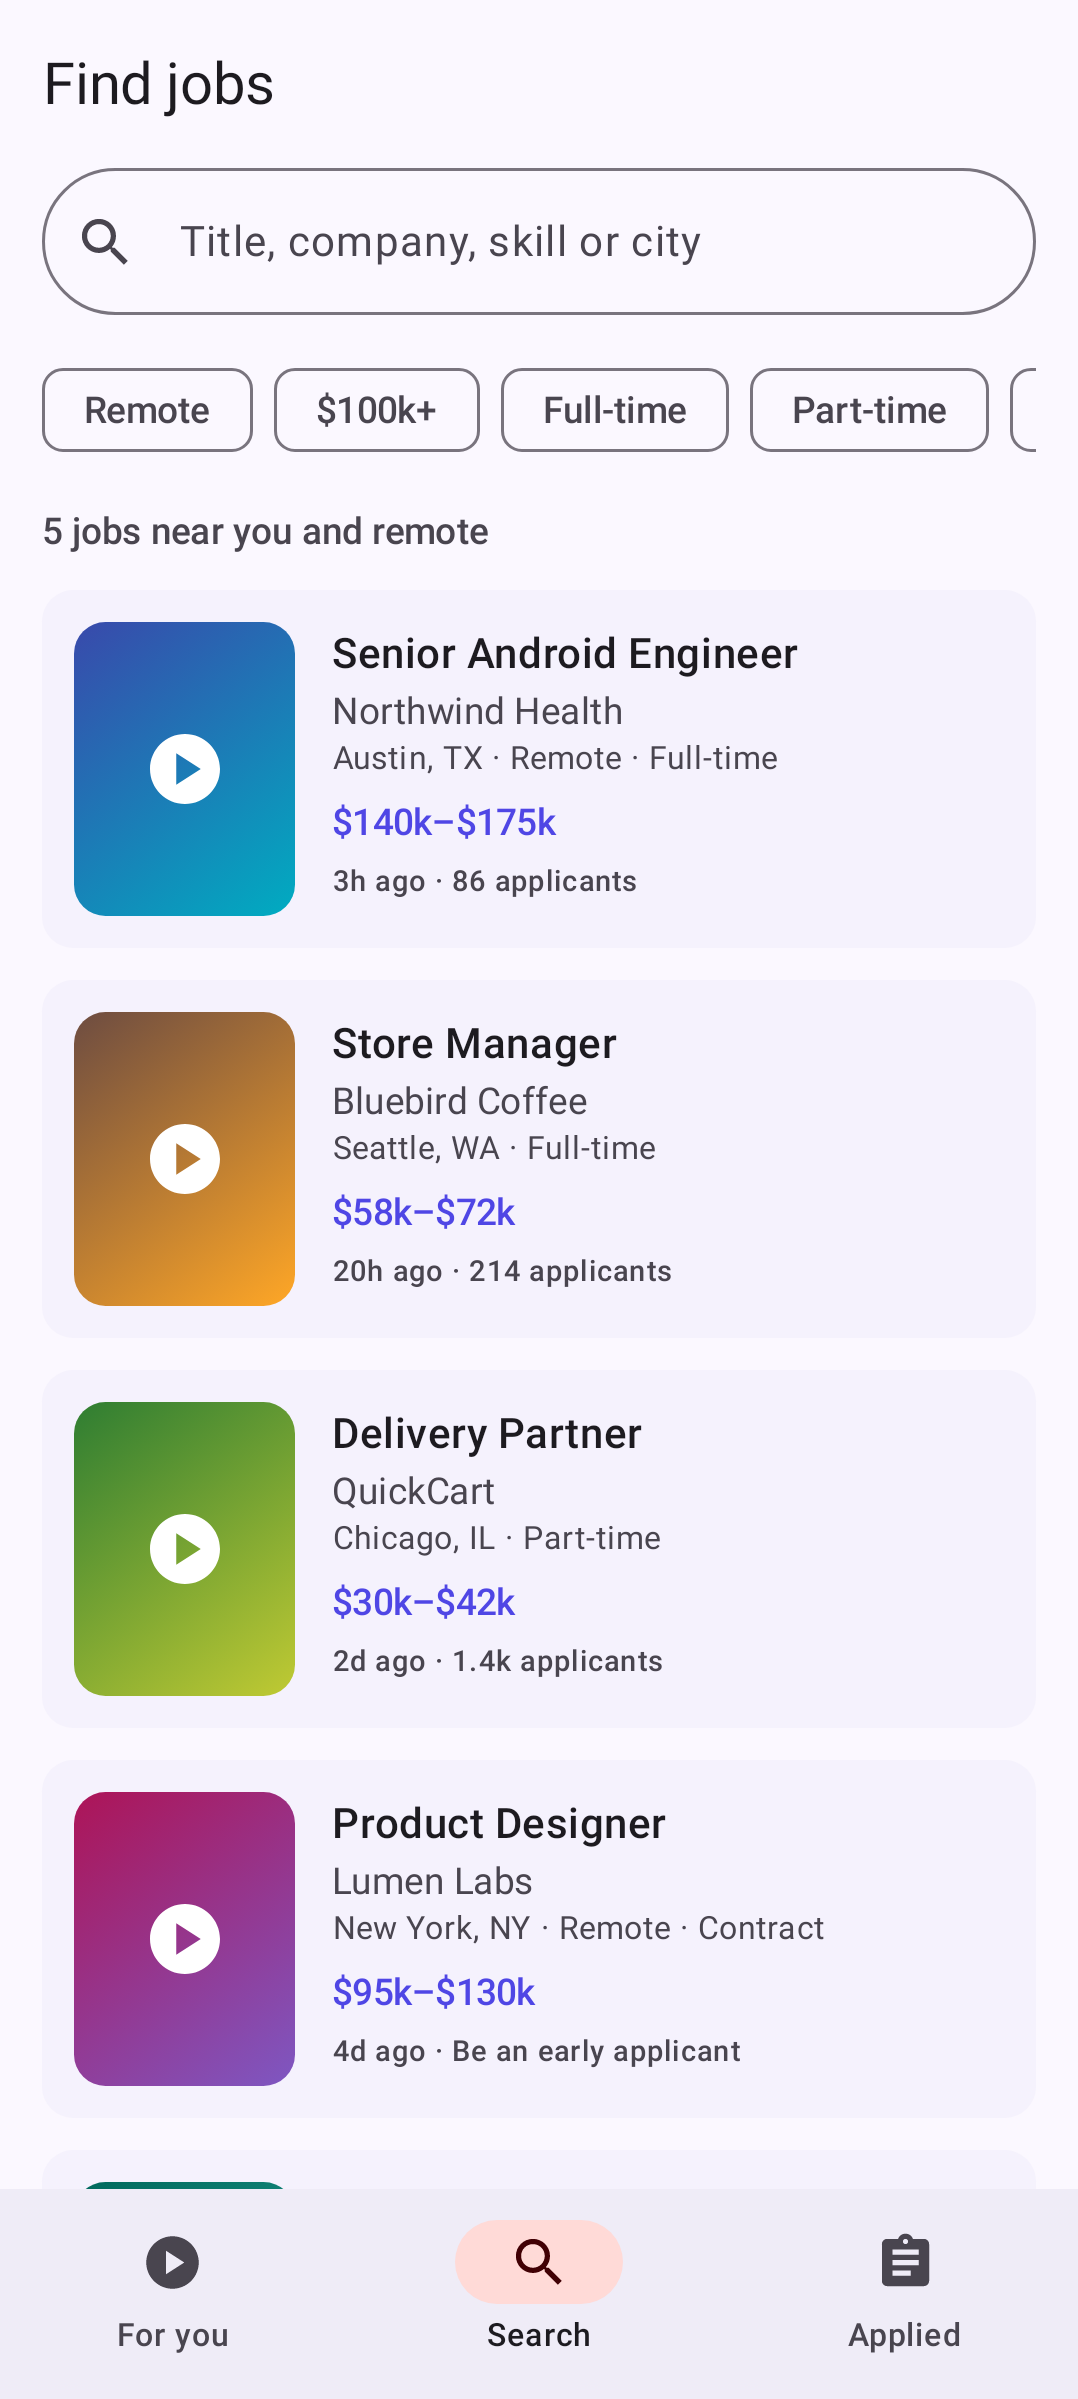 Find jobs
Title, company, skill or city
Remote
$100k+
Full-time
Part-time
5 jobs near you and remote
Senior Android Engineer
Northwind Health
Austin, TX · Remote · Full-time
$140k–$175k
3h ago · 86 applicants
Store Manager
Bluebird Coffee
Seattle, WA · Full-time
$58k–$72k
20h ago · 214 applicants
Delivery Partner
QuickCart
Chicago, IL · Part-time
$30k–$42k
2d ago · 1.4k applicants
Product Designer
Lumen Labs
New York, NY · Remote · Contract
$95k–$130k
4d ago · Be an early applicant
For you
Search
Applied